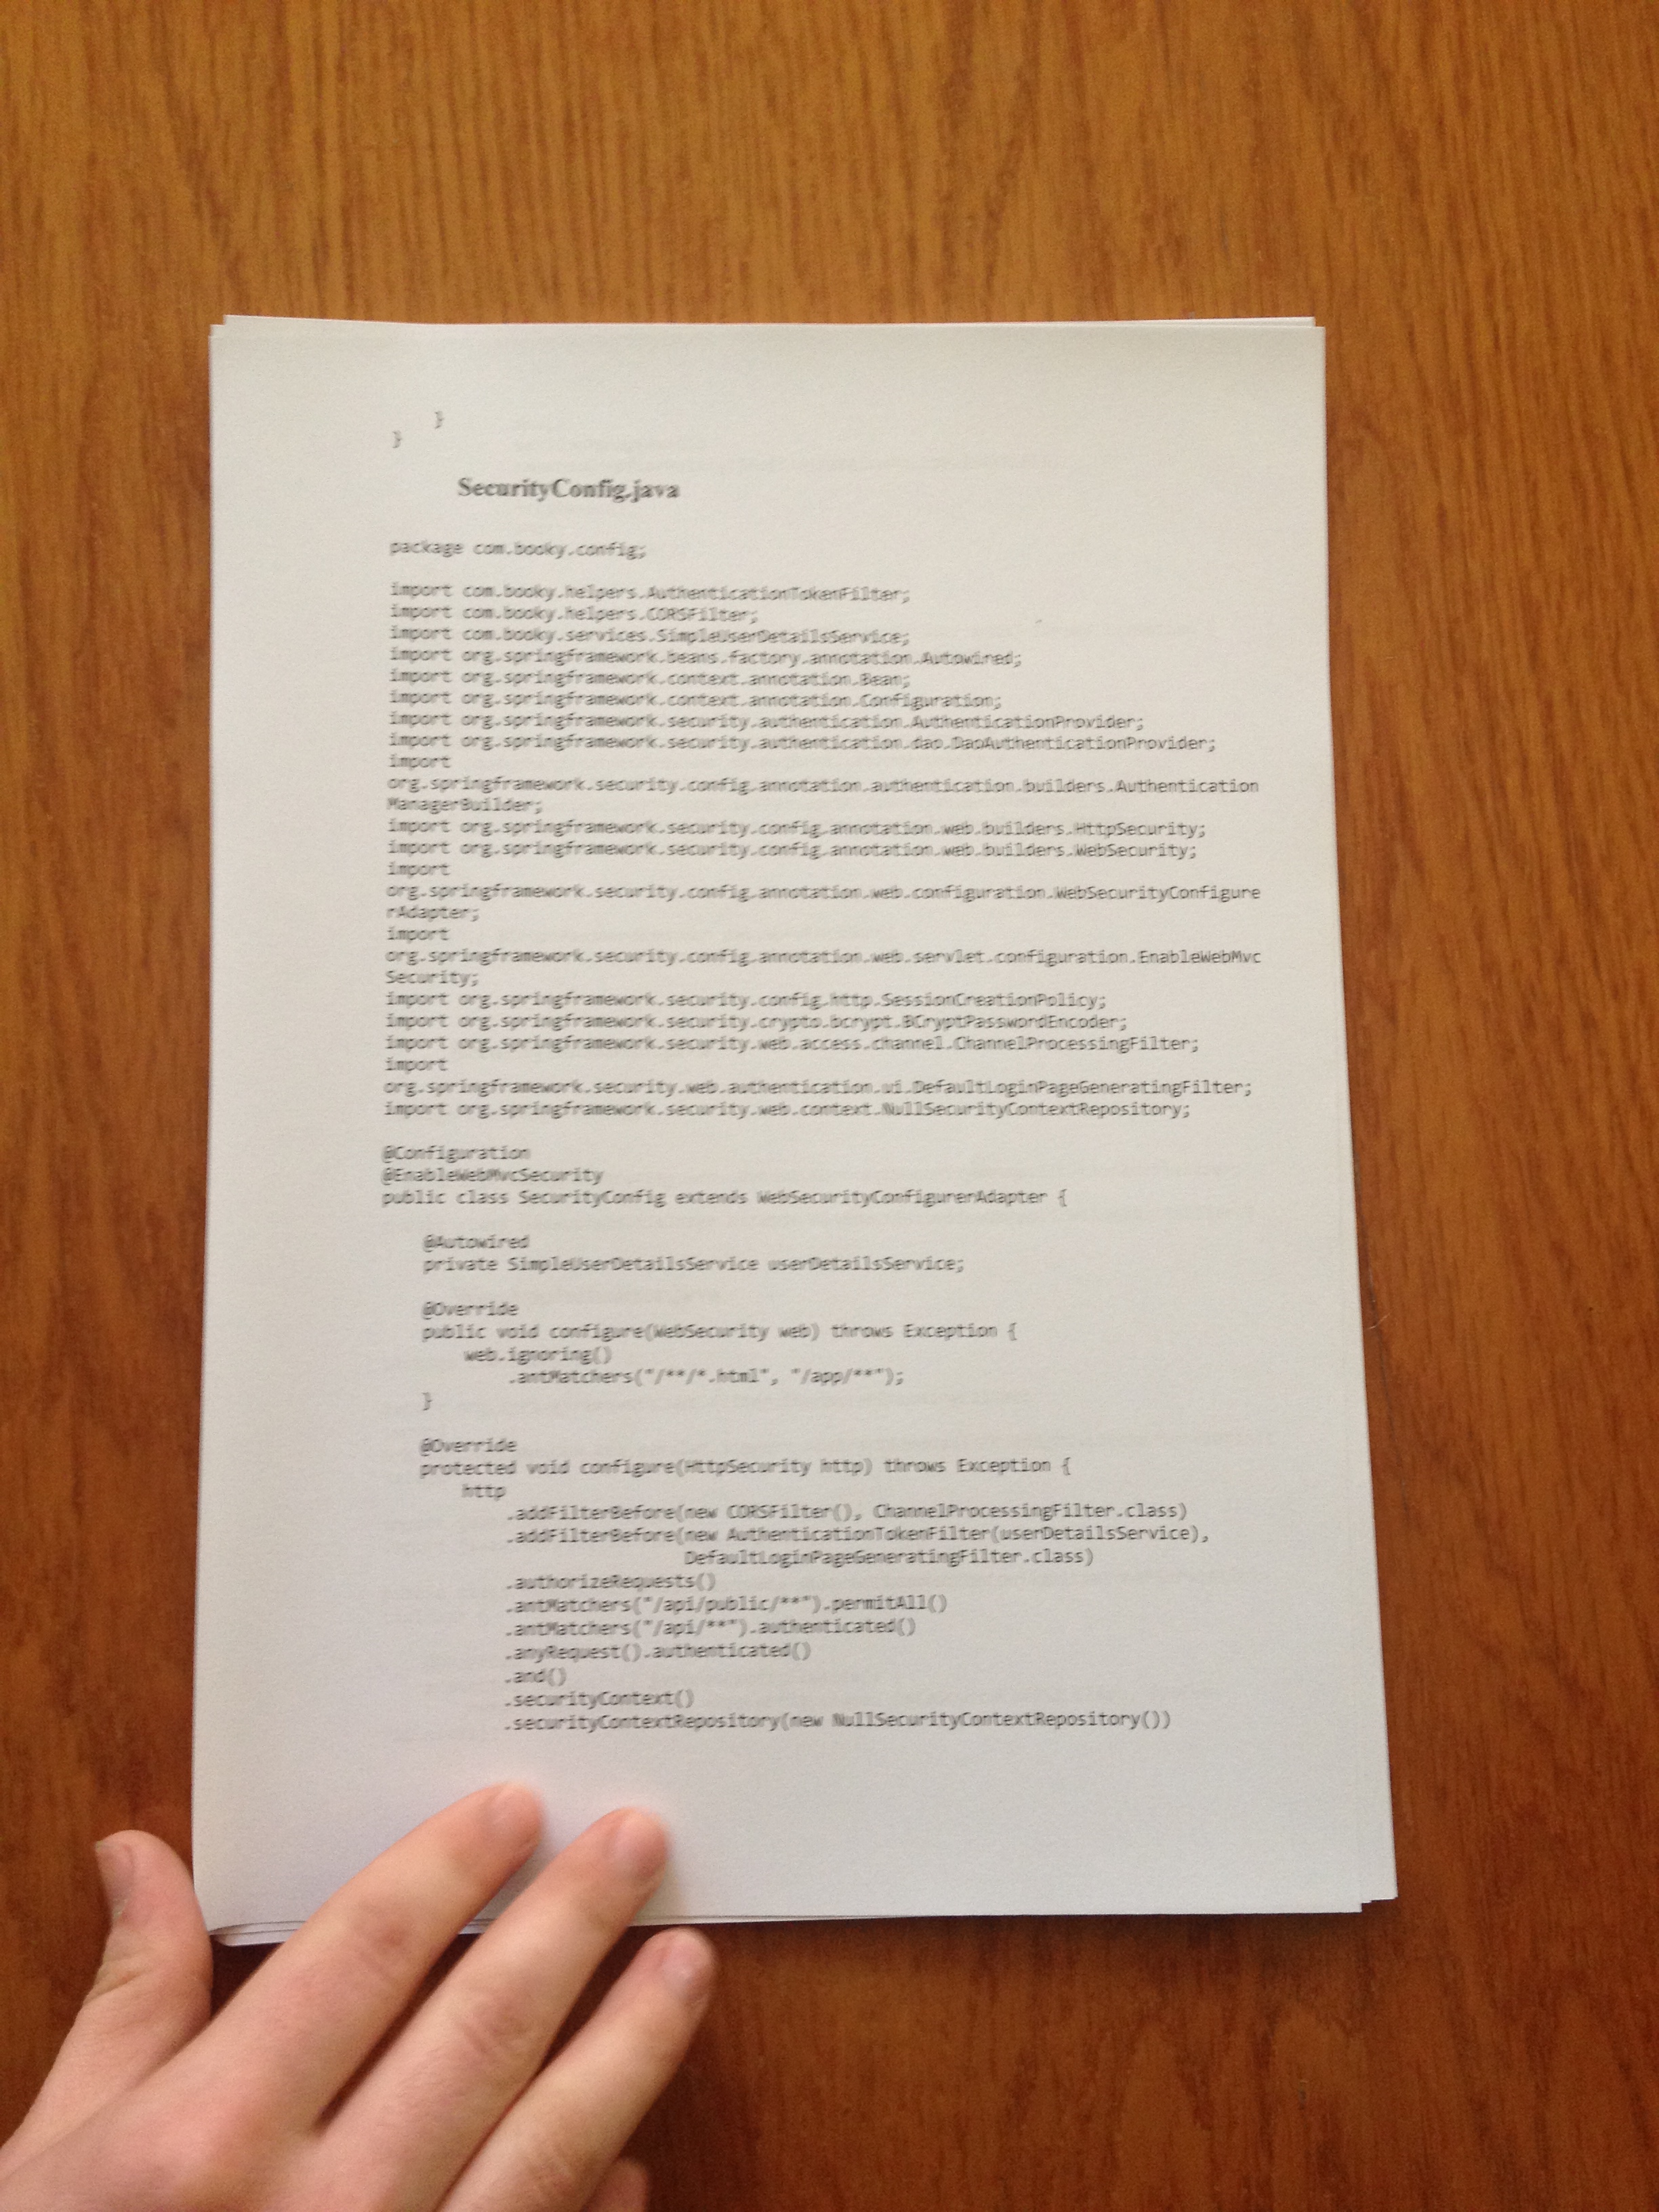 }
}
SecurityConfig.java
package com.booky.config;
import com.booky.helpers.AuthenticationTokenFilter;
import com.booky.helpers.CORSFilter;
import com.booky.services.SimpleUserDetailsService;
import org.springframework.beans.factory.annotation.Autowired;
import org.springframework.context.annotation.Bean;
import org.springframework.context.annotation.Configuration;
import org.springframework.security.authentication.AuthenticationProvider;
import org.springframework.security.authentication.dao.DaoAuthenticationProvider;
import
org.springframework.security.config.annotation.authentication.builders.Authentication
ManagerBuilder;
import org.springframework.security.config.annotation.web.builders.HttpSecurity;
import org.springframework.security.config.annotation.web.builders.WebSecurity;
import
org.springframework.security.config.annotation.web.configuration.WebSecurityConfigure
rAdapter;
import
org.springframework.security.config.annotation.web.servlet.configuration.EnableWebMvc
Security;
import org.springframework.security.config.http.SessionCreationPolicy;
import org.springframework.security.crypto.bcrypt.BCryptPasswordEncoder;
import org.springframework.security.web.access.channel.ChannelProcessingFilter;
import
org.springframework.security.web.authentication.ui.DefaultLoginPageGeneratingFilter;
import org.springframework.security.web.context.NullSecurityContextRepository;
@Configuration
@EnableWebMvcSecurity
public class SecurityConfig extends WebSecurityConfigurerAdapter {
    @Autowired
    private SimpleUserDetailsService userDetailsService;
    @Override
    public void configure(WebSecurity web) throws Exception {
        web.ignoring()
            .antMatchers("/**/*.html", "/app/**");
    }
    @Override
    protected void configure(HttpSecurity http) throws Exception {
        http
            .addFilterBefore(new CORSFilter(), ChannelProcessingFilter.class)
            .addFilterBefore(new AuthenticationTokenFilter(userDetailsService),
                             DefaultLoginPageGeneratingFilter.class)
            .authorizeRequests()
            .antMatchers("/api/public/**").permitAll()
            .antMatchers("/api/**").authenticated()
            .anyRequest().authenticated()
            .and()
            .securityContext()
            .securityContextRepository(new NullSecurityContextRepository())